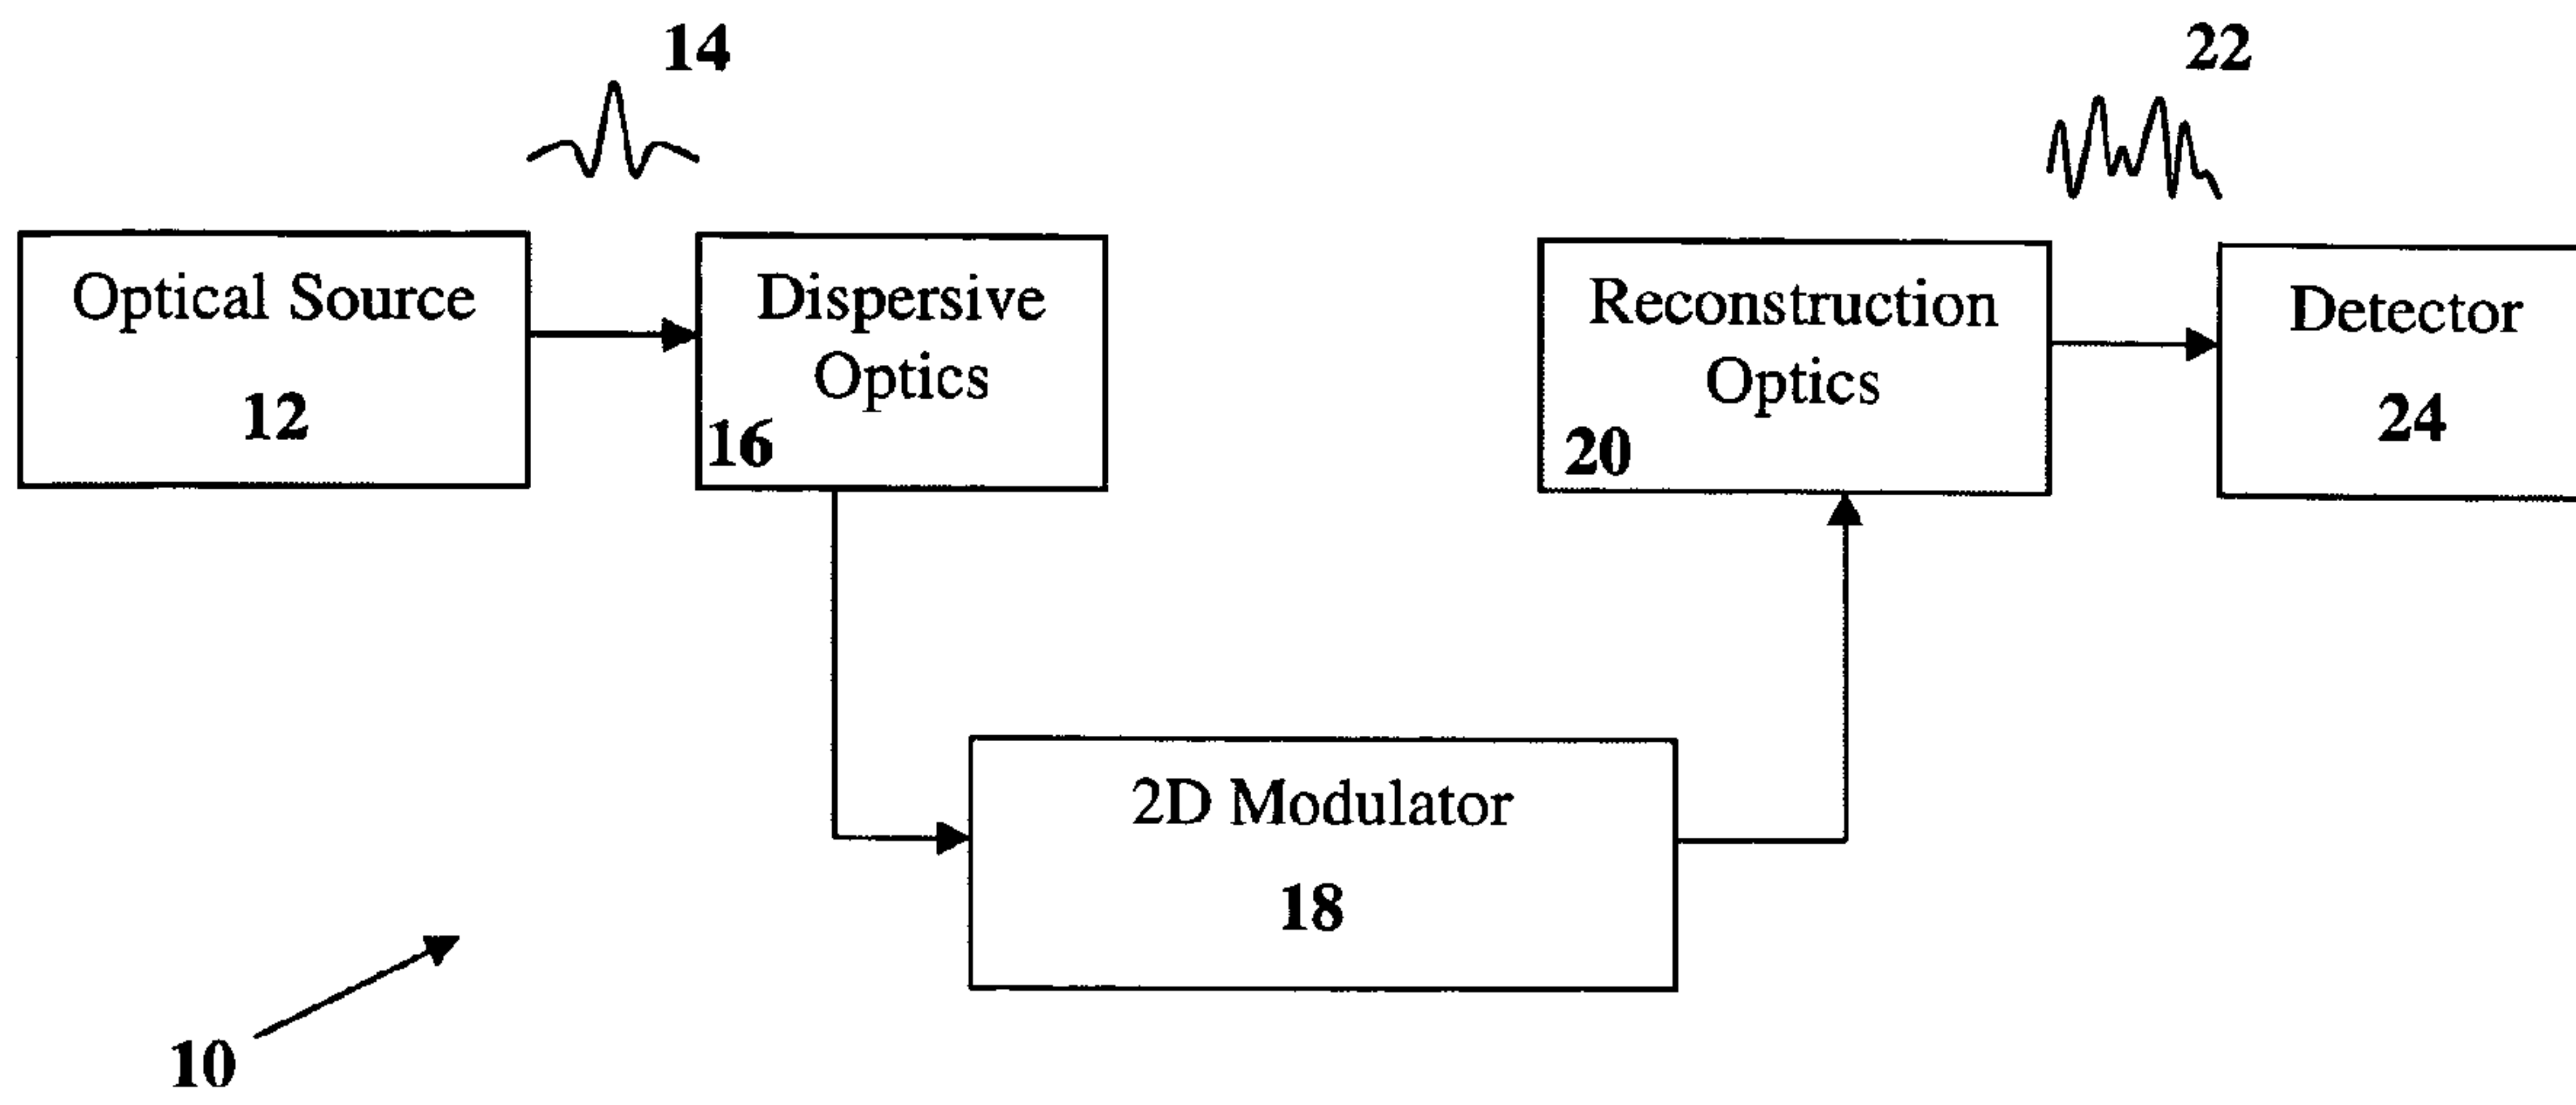 14
22
Optical Source
12
Dispersive
Optics
16
Reconstruction
Optics
20
Detector
24
2D Modulator
18
10